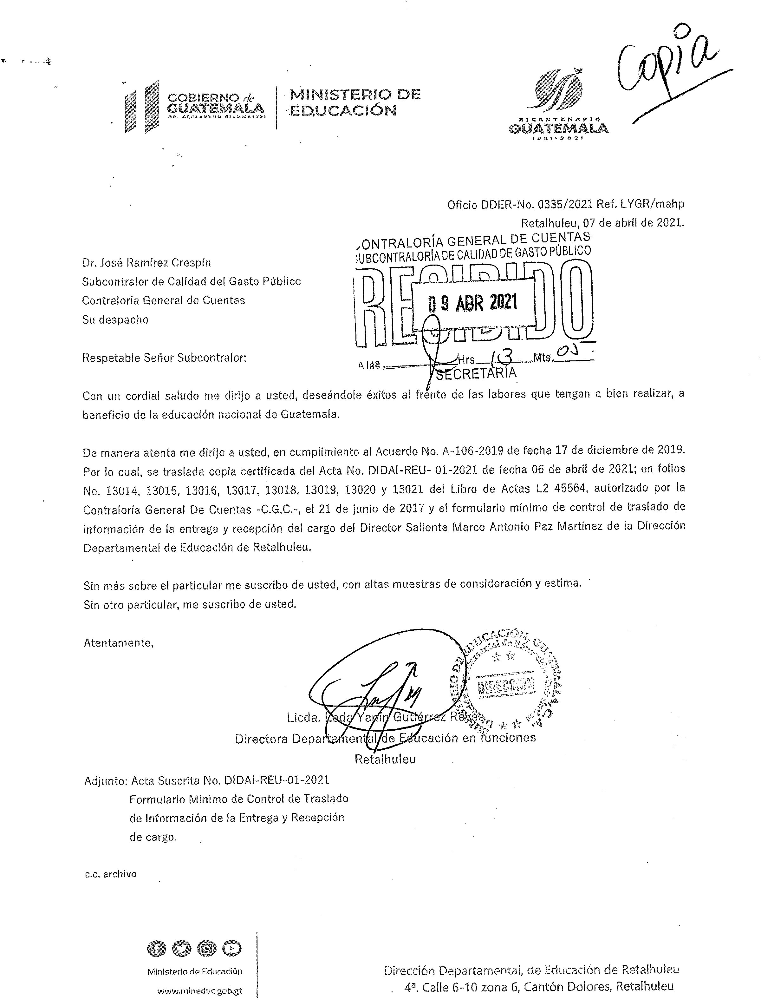 Copia
GOBIERNO de
GUATEMALA
DR. ALEJANDRO GIAMMATTEI
MINISTERIO DE
EDUCACIÓN
BICENTENARIO
GUATEMALA
1821-2021
Oficio DDER-No. 0335/2021 Ref. LYGR/mahp
Retalhuleu, 07 de abril de 2021.
ONTRALORÍA GENERAL DE CUENTAS
UBCONTRALORÍA DE CALIDAD DE GASTO PÚBLICO
RECIBIDO
09 ABR 2021
A las Hrs 13 Mts. 05
SECRETARÍA
Dr. José Ramírez Crespín
Subcontralor de Calidad del Gasto Público
Contraloría General de Cuentas
Su despacho
Respetable Señor Subcontralor:
Con un cordial saludo me dirijo a usted, deseándole éxitos al frente de las labores que tengan a bien realizar, a
beneficio de la educación nacional de Guatemala.
De manera atenta me dirijo a usted, en cumplimiento al Acuerdo No. A-106-2019 de fecha 17 de diciembre de 2019.
Por lo cual, se traslada copia certificada del Acta No. DIDAI-REU- 01-2021 de fecha 06 de abril de 2021; en folios
No. 13014, 13015, 13016, 13017, 13018, 13019, 13020 y 13021 del Libro de Actas L2 45564, autorizado por la
Contraloría General De Cuentas -C.G.C.-, el 21 de junio de 2017 y el formulario mínimo de control de traslado de
información de la entrega y recepción del cargo del Director Saliente Marco Antonio Paz Martínez de la Dirección
Departamental de Educación de Retalhuleu.
Sin más sobre el particular me suscribo de usted, con altas muestras de consideración y estima.
Sin otro particular, me suscribo de usted.
Atentamente,
DIRECCIÓN
Licda. Leda Yanin Gutiérrez Reyes
Directora Departamental de Educación en funciones
Retalhuleu
Adjunto: Acta Suscrita No. DIDAI-REU-01-2021
Formulario Mínimo de Control de Traslado
de Información de la Entrega y Recepción
de cargo.
c.c. archivo
Ministerio de Educación
www.mineduc.gob.gt
Dirección Departamental, de Educación de Retalhuleu
4ª. Calle 6-10 zona 6, Cantón Dolores, Retalhuleu